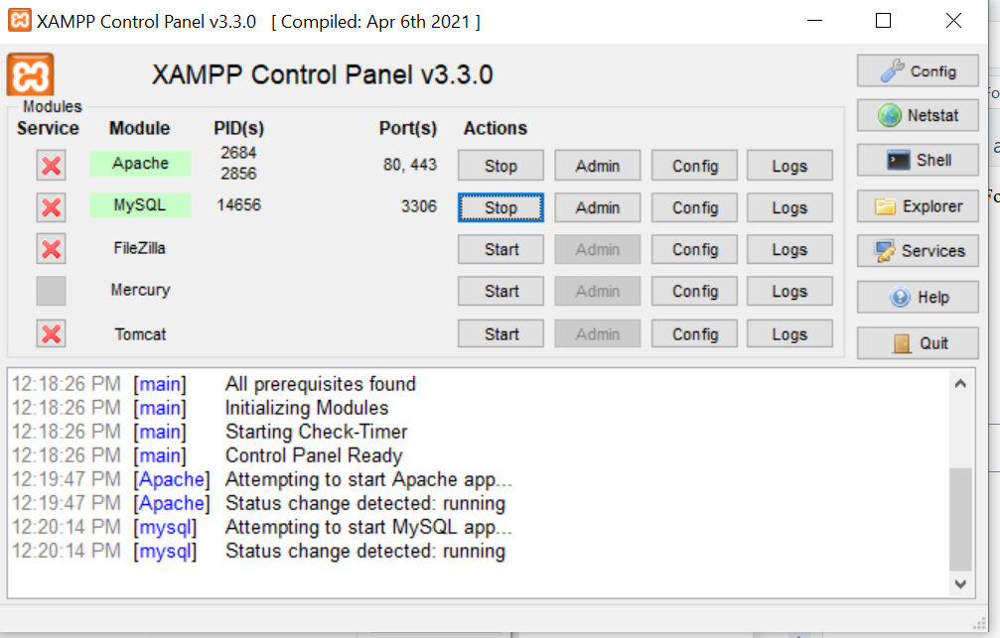 XAMPP Control Panel v3.3.0 [ Compiled: Apr 6th 2021 ]
XAMPP Control Panel v3.3.0
Config
Modules
Service Module PID(s) Port(s) Actions
Netstat
Apache 2684 2856 80, 443 Stop Admin Config Logs
Shell
MySQL 14656 3306 Stop Admin Config Logs
Explorer
FileZilla Start Admin Config Logs
Services
Mercury Start Admin Config Logs
Help
Tomcat Start Admin Config Logs
Quit
12:18:26 PM [main] All prerequisites found
12:18:26 PM [main] Initializing Modules
12:18:26 PM [main] Starting Check-Timer
12:18:26 PM [main] Control Panel Ready
12:19:47 PM [Apache] Attempting to start Apache app...
12:19:47 PM [Apache] Status change detected: running
12:20:14 PM [mysql] Attempting to start MySQL app...
12:20:14 PM [mysql] Status change detected: running